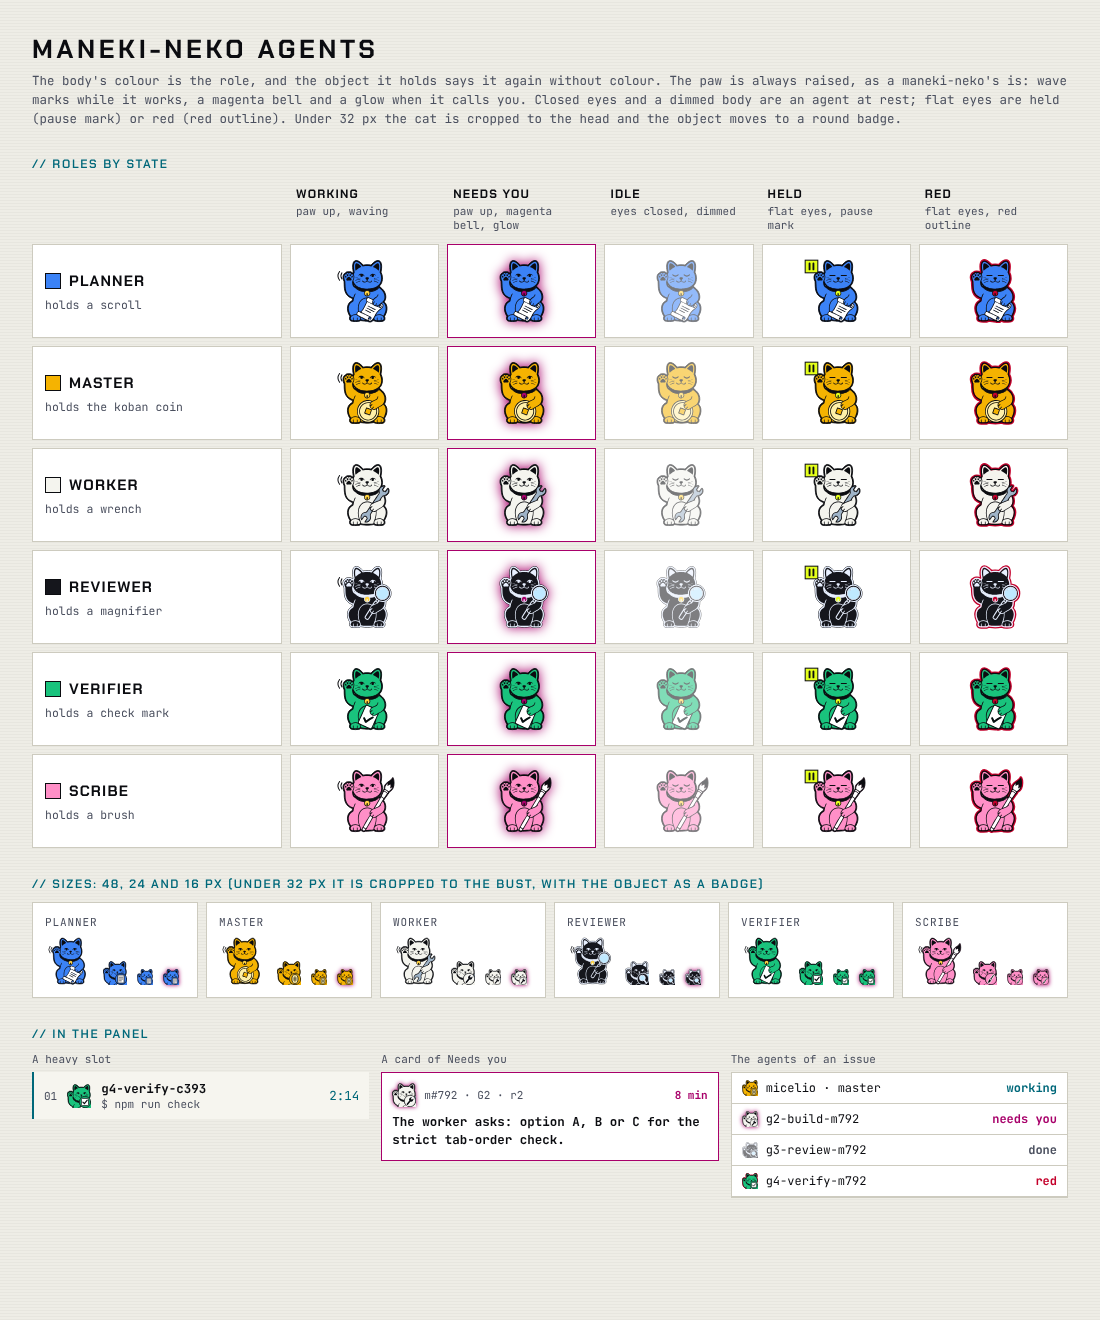 MANEKI-NEKO AGENTS
The body's colour is the role, and the object it holds says it again without colour. The paw is always raised, as a maneki-neko's is: wave
marks while it works, a magenta bell and a glow when it calls you. Closed eyes and a dimmed body are an agent at rest; flat eyes are held
(pause mark) or red (red outline). Under 32 px the cat is cropped to the head and the object moves to a round badge.
// ROLES BY STATE
WORKING
paw up, waving
NEEDS YOU
paw up, magenta
bell, glow
IDLE
eyes closed, dimmed
HELD
flat eyes, pause
mark
RED
flat eyes, red
outline
PLANNER
holds a scroll
MASTER
holds the koban coin
WORKER
holds a wrench
REVIEWER
holds a magnifier
VERIFIER
holds a check mark
SCRIBE
holds a brush
// SIZES: 48, 24 AND 16 PX (UNDER 32 PX IT IS CROPPED TO THE BUST, WITH THE OBJECT AS A BADGE)
PLANNER
MASTER
WORKER
REVIEWER
VERIFIER
SCRIBE
// IN THE PANEL
A heavy slot
01 g4-verify-c393 2:14
$ npm run check
A card of Needs you
m#792 · G2 · r2 8 min
The worker asks: option A, B or C for the
strict tab-order check.
The agents of an issue
micelio · master working
g2-build-m792 needs you
g3-review-m792 done
g4-verify-m792 red